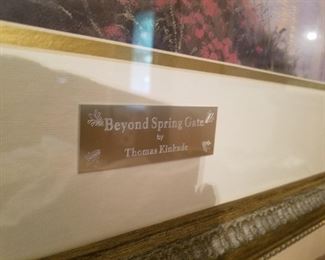 Beyond Spring Gate
by
Thomas Kinkade